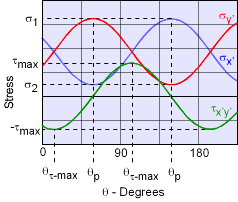 σ1
σy'
σx'
τmax
σ2
Stress
τx'y'
-τmax
0 90 180
θτ-max θp θτ-max θp
θ - Degrees